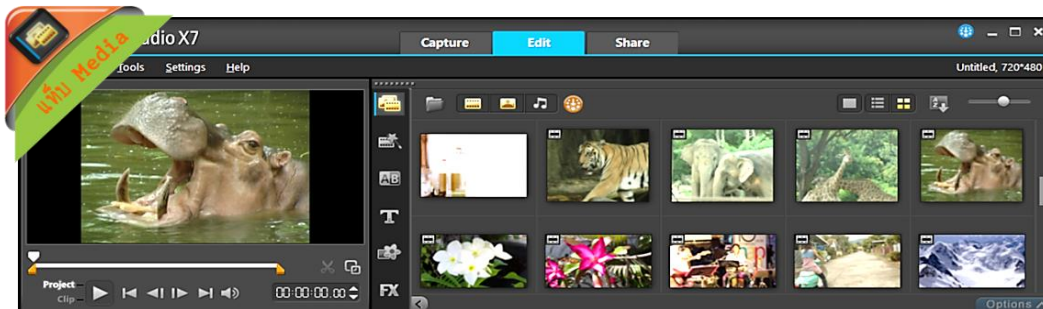 แท็บ Media
dio X7
Capture Edit Share
Tools Settings Help
Untitled, 720*480
AB
T
FX
Project
Clip
00:00:00.00
Options